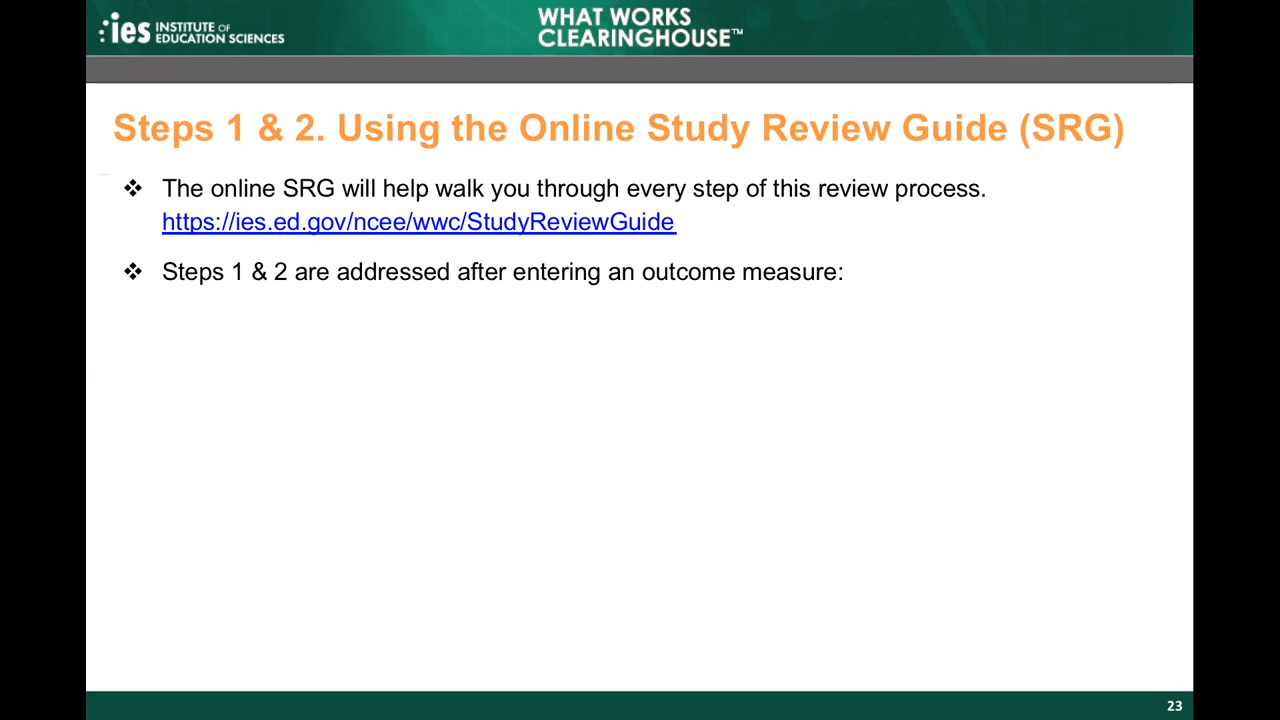 ies INSTITUTE OF
EDUCATION SCIENCES
WHAT WORKS
CLEARINGHOUSE™
Steps 1 & 2. Using the Online Study Review Guide (SRG)
❖ The online SRG will help walk you through every step of this review process.
https://ies.ed.gov/ncee/wwc/StudyReviewGuide
❖ Steps 1 & 2 are addressed after entering an outcome measure:
23